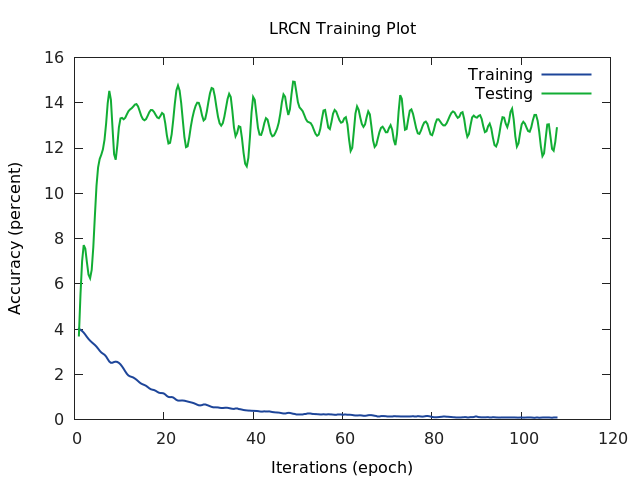 LRCN Training Plot
16
14
12
10
8
6
4
2
0
0 20 40 60 80 100 120
Accuracy (percent)
Iterations (epoch)
Training
Testing